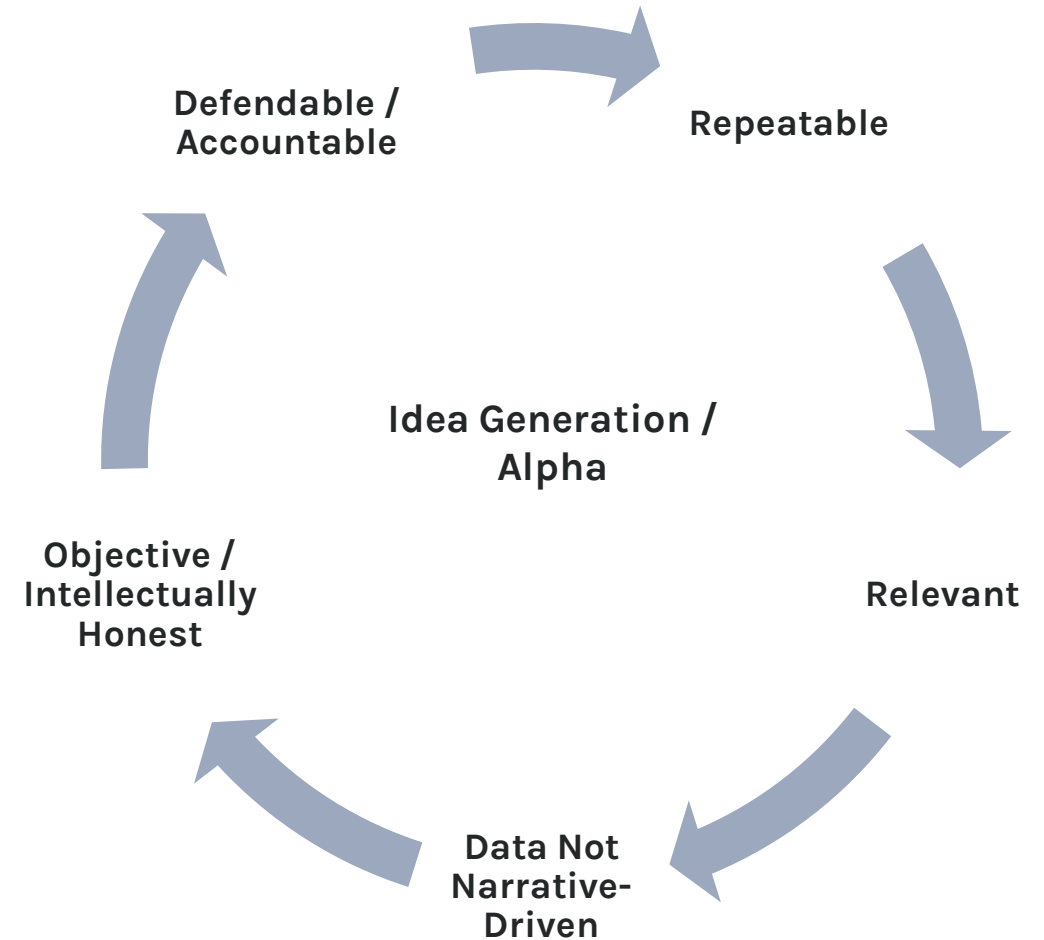 Defendable /
Accountable
Repeatable
Idea Generation /
Alpha
Objective /
Intellectually
Honest
Relevant
Data Not
Narrative-
Driven